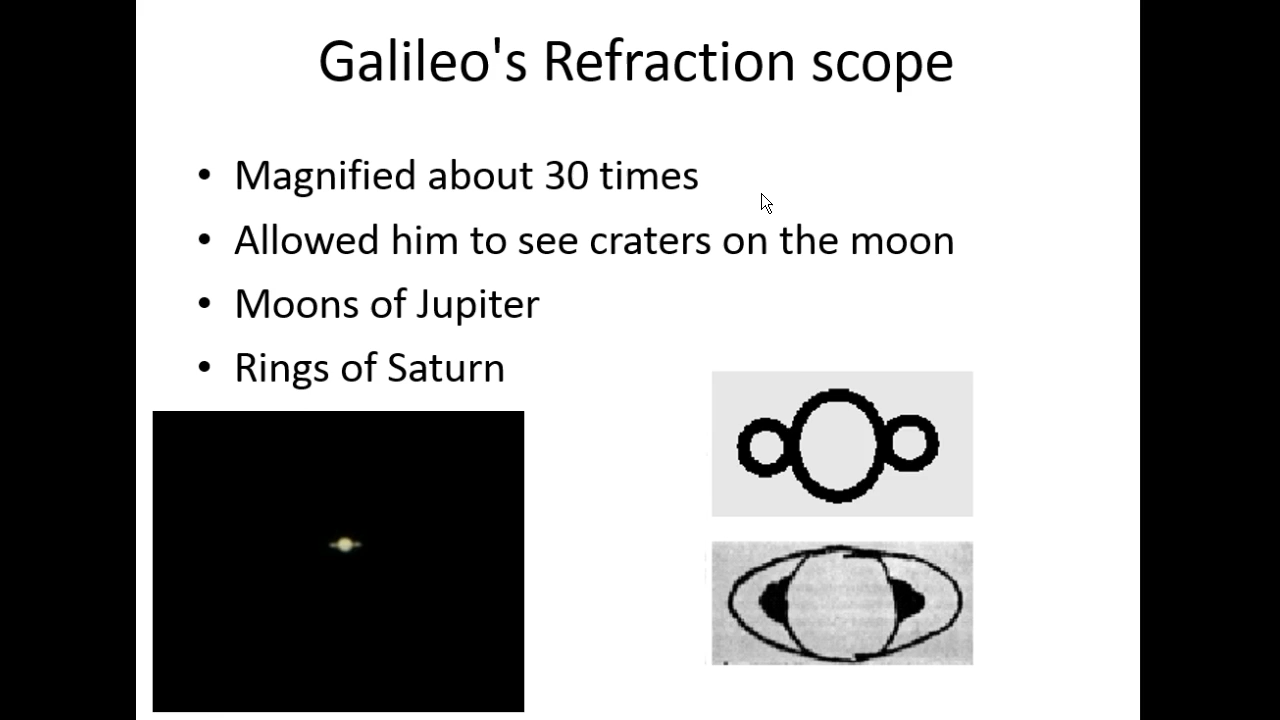 Galileo's Refraction scope
• Magnified about 30 times
• Allowed him to see craters on the moon
• Moons of Jupiter
• Rings of Saturn